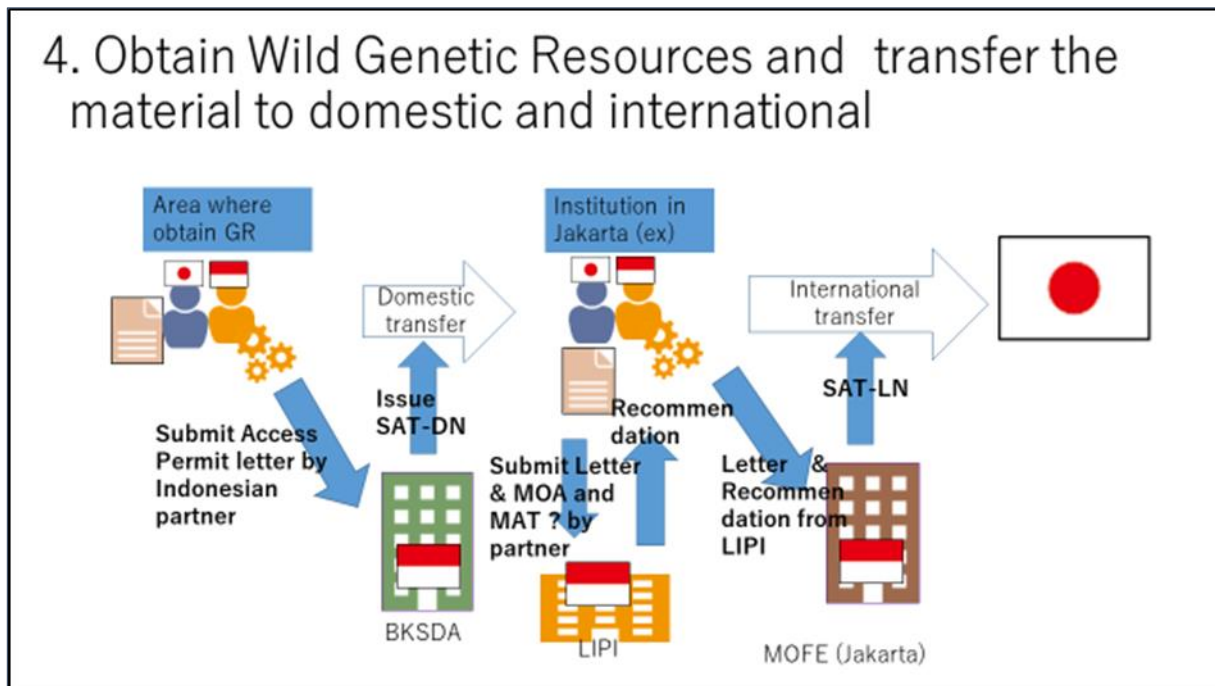 4. Obtain Wild Genetic Resources and transfer the
material to domestic and international
Area where
obtain GR
Institution in
Jakarta (ex)
Domestic
transfer
International
transfer
Issue
SAT-DN
SAT-LN
Submit Access
Permit letter by
Indonesian
partner
Recommen
dation
Submit Letter
& MOA and
MAT ? by
partner
Letter &
Recommen
dation from
LIPI
BKSDA
LIPI
MOFE (Jakarta)